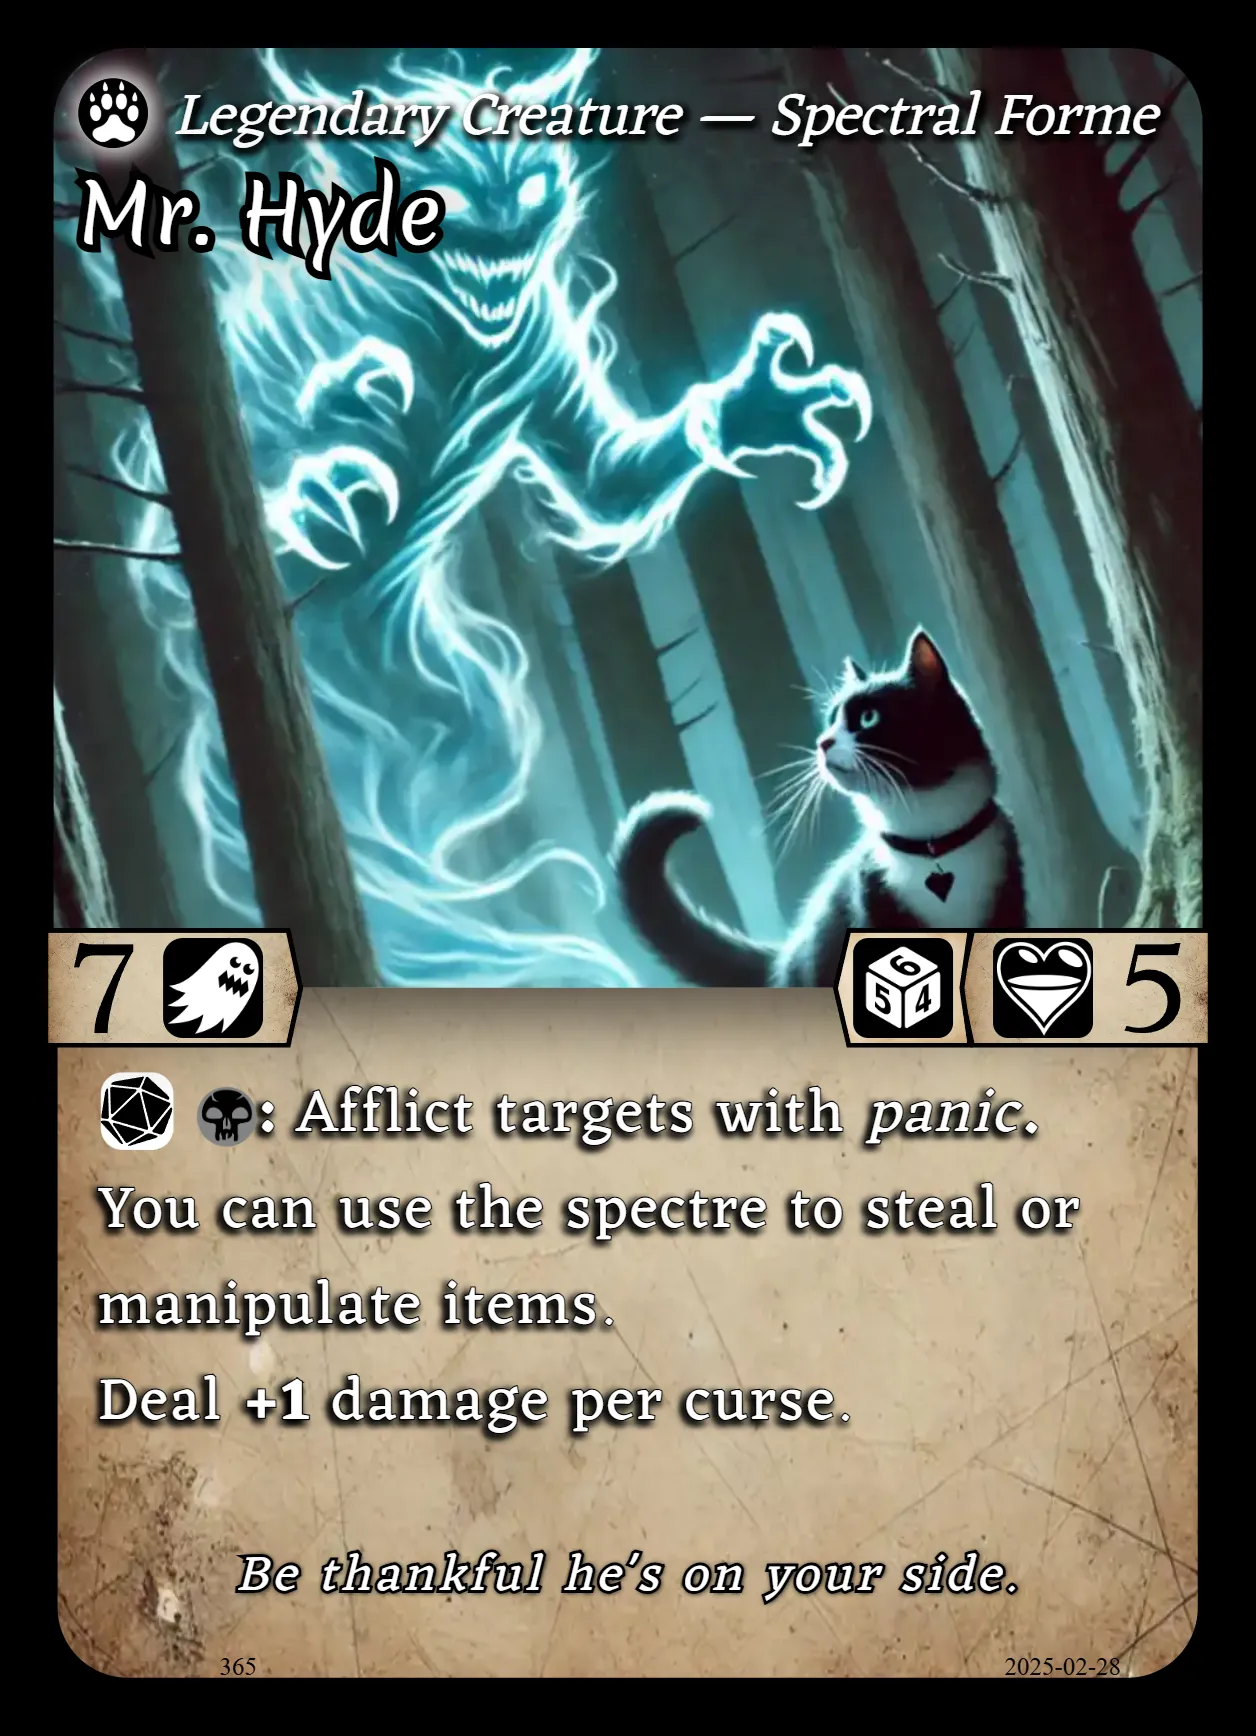 Legendary Creature — Spectral Forme
Mr. Hyde
7
6
5 4
5
: Afflict targets with panic.
You can use the spectre to steal or
manipulate items.
Deal +1 damage per curse.
Be thankful he's on your side.
365
2025-02-28